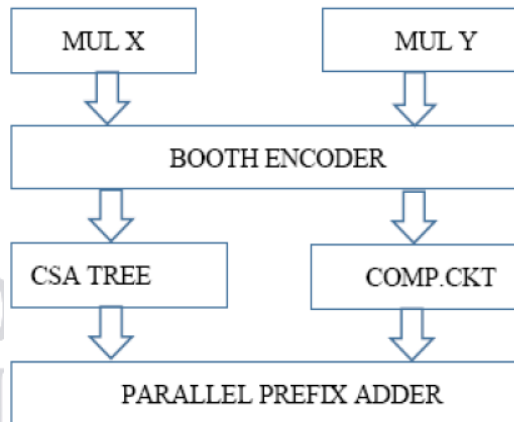 MUL X
MUL Y
BOOTH ENCODER
CSA TREE
COMP.CKT
PARALLEL PREFIX ADDER